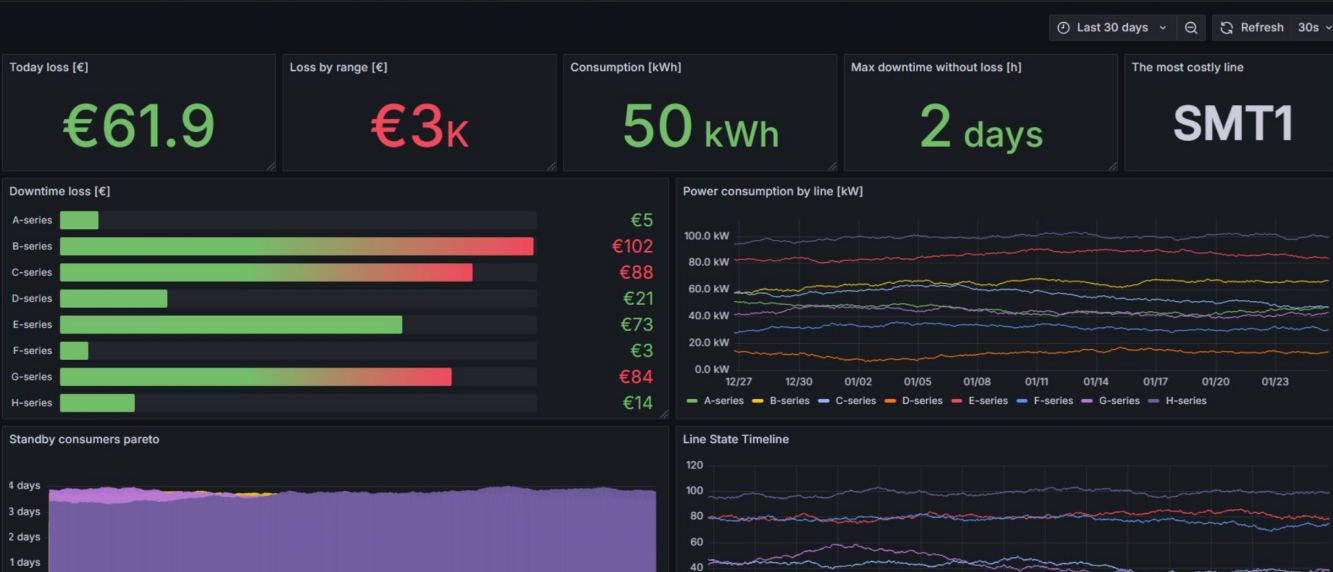 Last 30 days
Refresh 30s
Today loss [€]
€61.9
Loss by range [€]
€3K
Consumption [kWh]
50 kWh
Max downtime without loss [h]
2 days
The most costly line
SMT1
Downtime loss [€]
A-series €5
B-series €102
C-series €88
D-series €21
E-series €73
F-series €3
G-series €84
H-series €14
Power consumption by line [kW]
100.0 kW
80.0 kW
60.0 kW
40.0 kW
20.0 kW
0.0 kW
12/27 12/30 01/02 01/05 01/08 01/11 01/14 01/17 01/20 01/23
A-series B-series C-series D-series E-series F-series G-series H-series
Standby consumers pareto
4 days
3 days
2 days
1 days
Line State Timeline
120
100
80
60
40